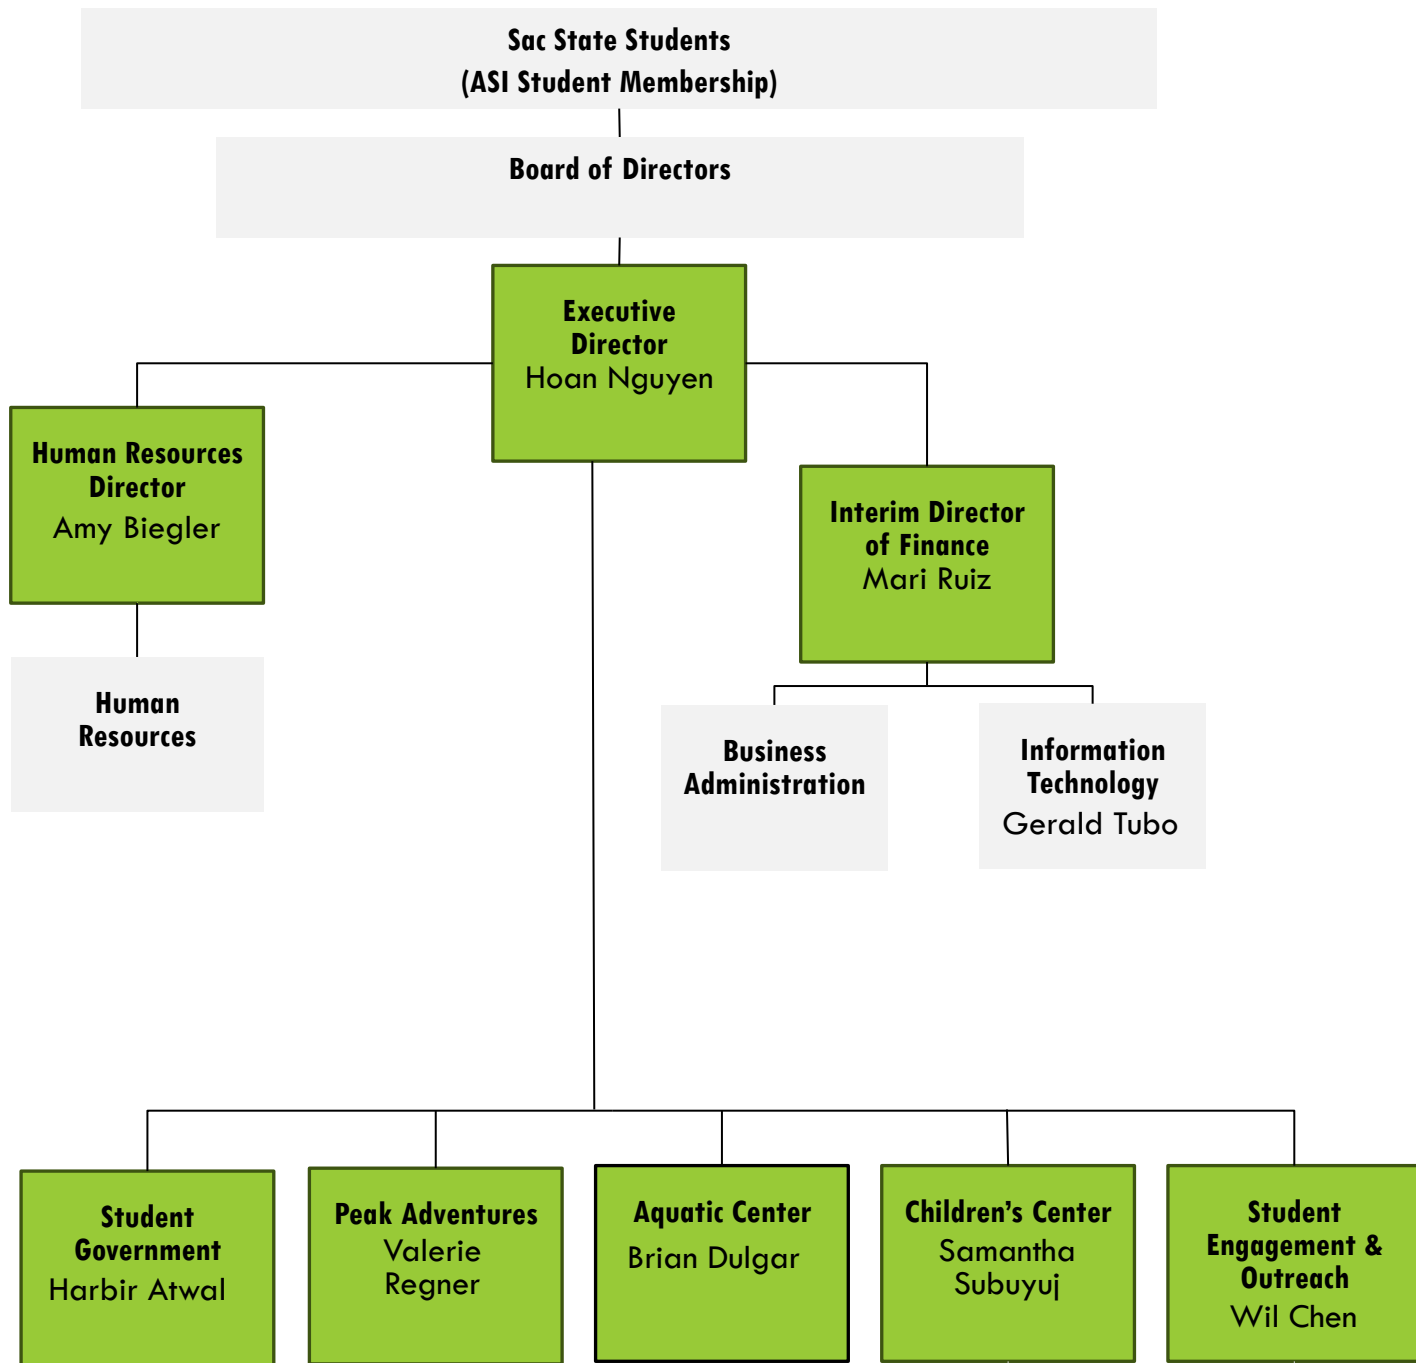 Sac State Students
(ASI Student Membership)
Board of Directors
Executive
Director
Hoan Nguyen
Human Resources
Director
Amy Biegler
Interim Director
of Finance
Mari Ruiz
Human
Resources
Business
Administration
Information
Technology
Gerald Tubo
Student
Government
Harbir Atwal
Peak Adventures
Valerie
Regner
Aquatic Center
Brian Dulgar
Children’s Center
Samantha
Subuyuj
Student
Engagement &
Outreach
Wil Chen